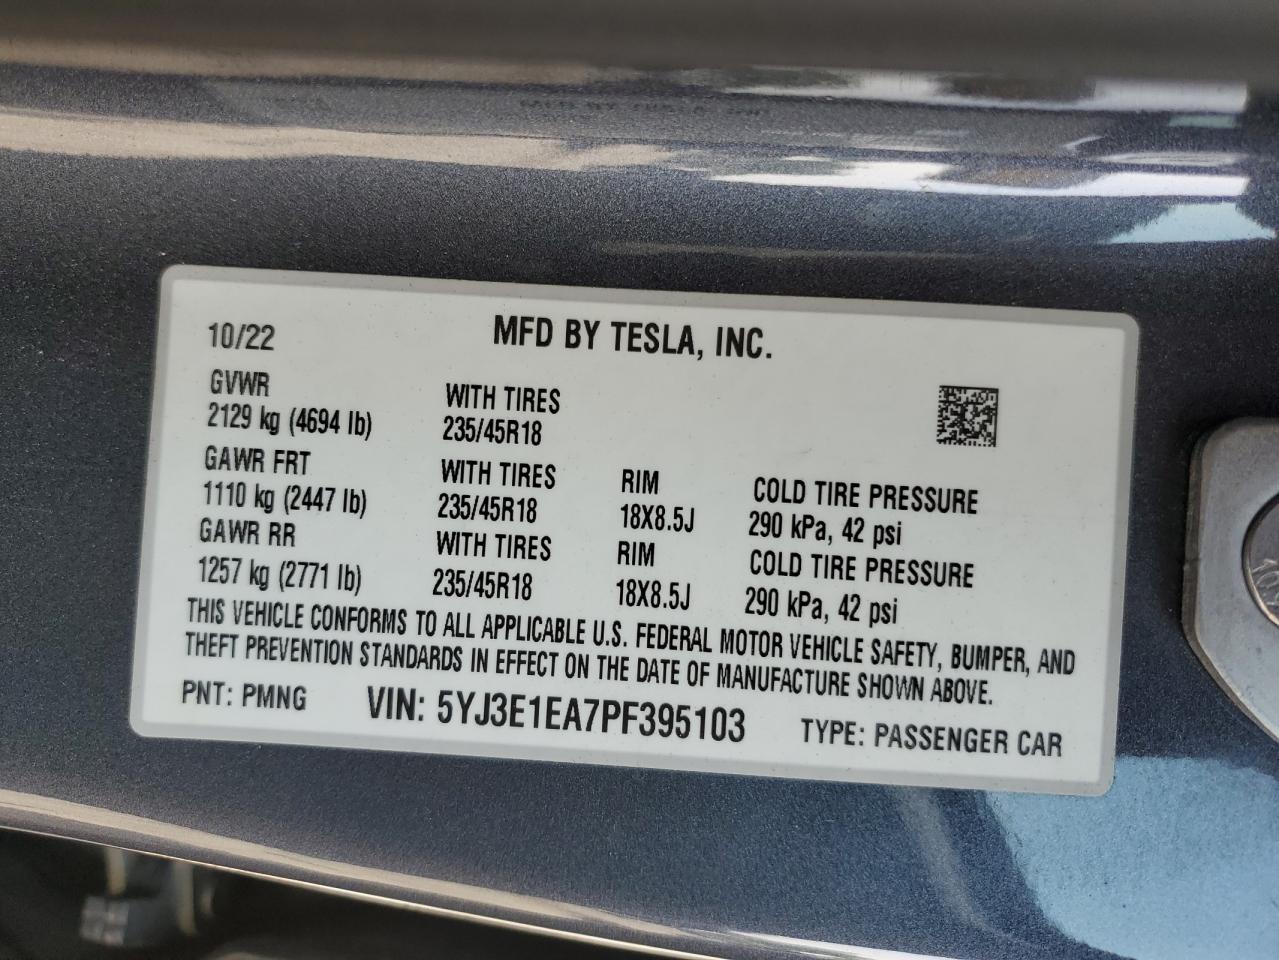 10/22 MFD BY TESLA, INC.
GVWR WITH TIRES
2129 kg (4694 lb) 235/45R18
GAWR FRT WITH TIRES RIM COLD TIRE PRESSURE
1110 kg (2447 lb) 235/45R18 18X8.5J 290 kPa, 42 psi
GAWR RR WITH TIRES RIM COLD TIRE PRESSURE
1257 kg (2771 lb) 235/45R18 18X8.5J 290 kPa, 42 psi
THIS VEHICLE CONFORMS TO ALL APPLICABLE U.S. FEDERAL MOTOR VEHICLE SAFETY, BUMPER, AND
THEFT PREVENTION STANDARDS IN EFFECT ON THE DATE OF MANUFACTURE SHOWN ABOVE.
PNT: PMNG VIN: 5YJ3E1EA7PF395103 TYPE: PASSENGER CAR